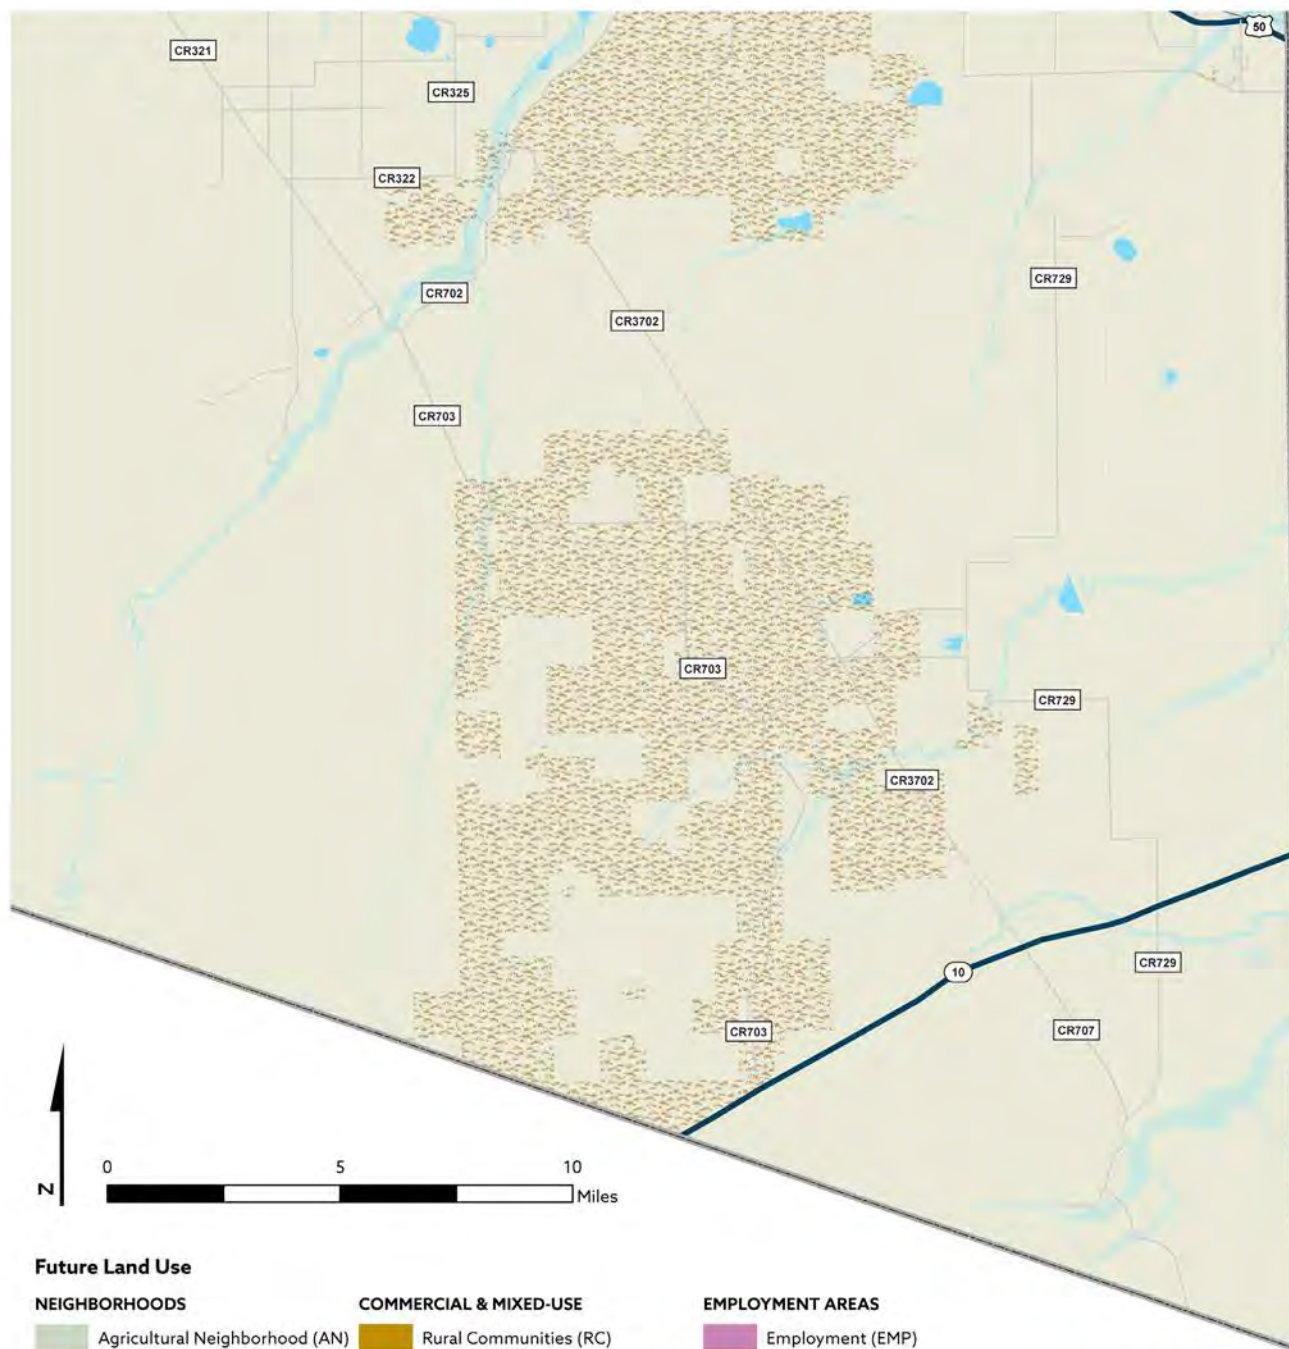 50
CR321
CR325
CR322
CR729
CR702
CR3702
CR703
CR703
CR729
CR3702
CR729
10
CR703
CR707
N
0 5 10
Miles
Future Land Use
NEIGHBORHOODS COMMERCIAL & MIXED-USE EMPLOYMENT AREAS
Agricultural Neighborhood (AN) Rural Communities (RC) Employment (EMP)